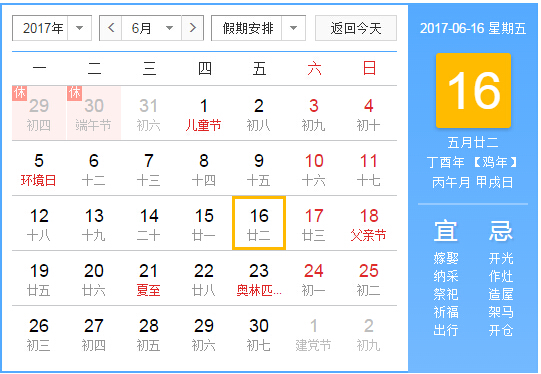 2017年 6月 假期安排 返回今天
一 二 三 四 五 六 日
休 休
29 30 31 1 2 3 4
初四 端午节 初六 儿童节 初八 初九 初十
5 6 7 8 9 10 11
环境日 十二 十三 十四 十五 十六 十七
12 13 14 15 16 17 18
十八 十九 二十 廿一 廿二 廿三 父亲节
19 20 21 22 23 24 25
廿五 廿六 夏至 廿八 奥林匹... 初一 初二
26 27 28 29 30 1 2
初三 初四 初五 初六 初七 建党节 初九
2017-06-16 星期五
16
五月廿二
丁酉年 【鸡年】
丙午月 甲戌日
宜 忌
嫁娶 开光
纳采 作灶
祭祀 造屋
祈福 架马
出行 开仓